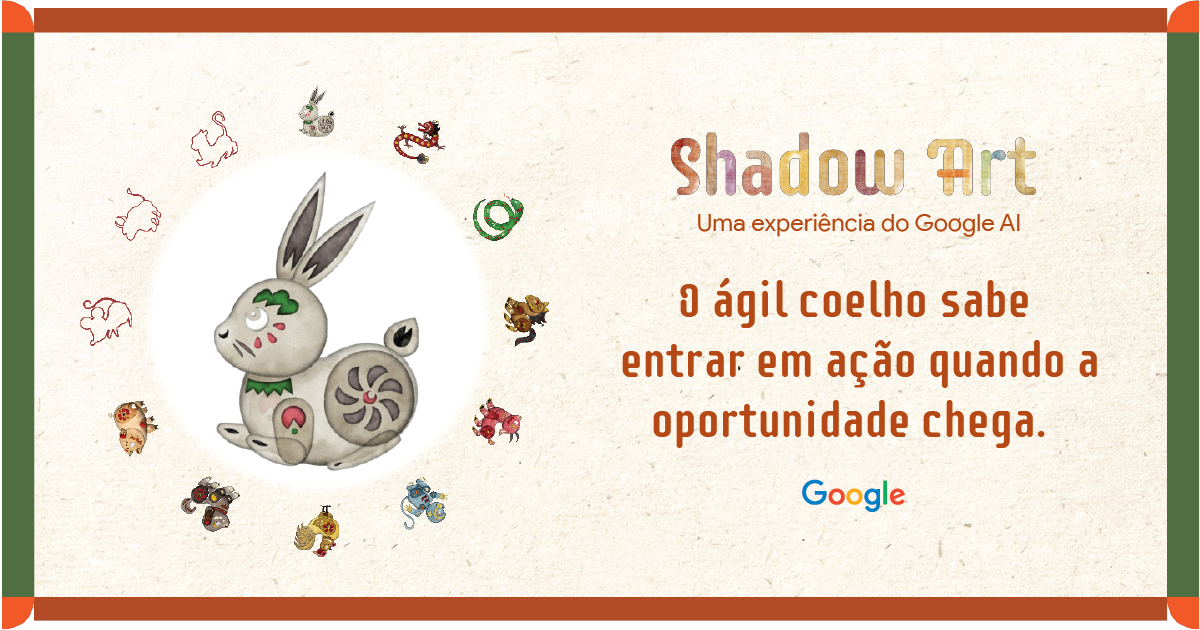 Shadow Art
Uma experiência do Google AI
O ágil coelho sabe
entrar em ação quando a
oportunidade chega.
Google